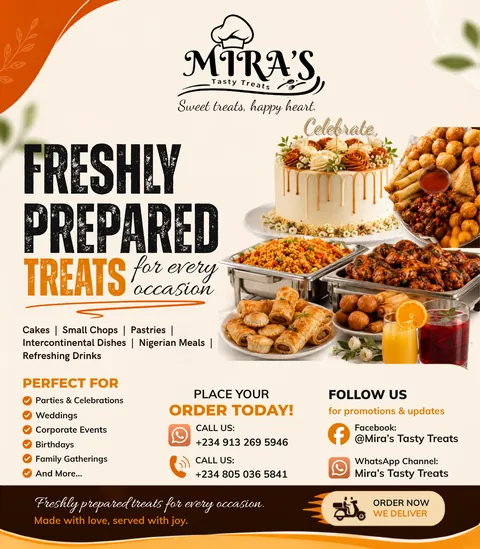 MIRA'S
Tasty Treats
Sweet treats, happy heart.
Celebrate
FRESHLY
PREPARED
TREATS for every
occasion
Cakes | Small Chops | Pastries |
Intercontinental Dishes | Nigerian Meals |
Refreshing Drinks
PERFECT FOR
Parties & Celebrations
Weddings
Corporate Events
Birthdays
Family Gatherings
And More...
PLACE YOUR
ORDER TODAY!
CALL US:
+234 913 269 5946
CALL US:
+234 805 036 5841
FOLLOW US
for promotions & updates
Facebook:
@Mira's Tasty Treats
WhatsApp Channel:
Mira's Tasty Treats
Freshly prepared treats for every occasion.
Made with love, served with joy.
ORDER NOW
WE DELIVER